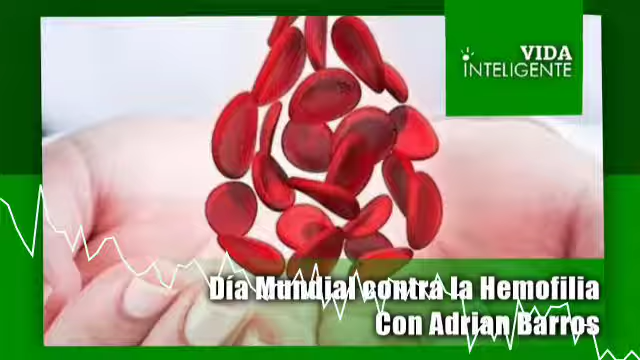 VIDA
INTELIGENTE
Día Mundial contra la Hemofilia
Con Adrian Barros